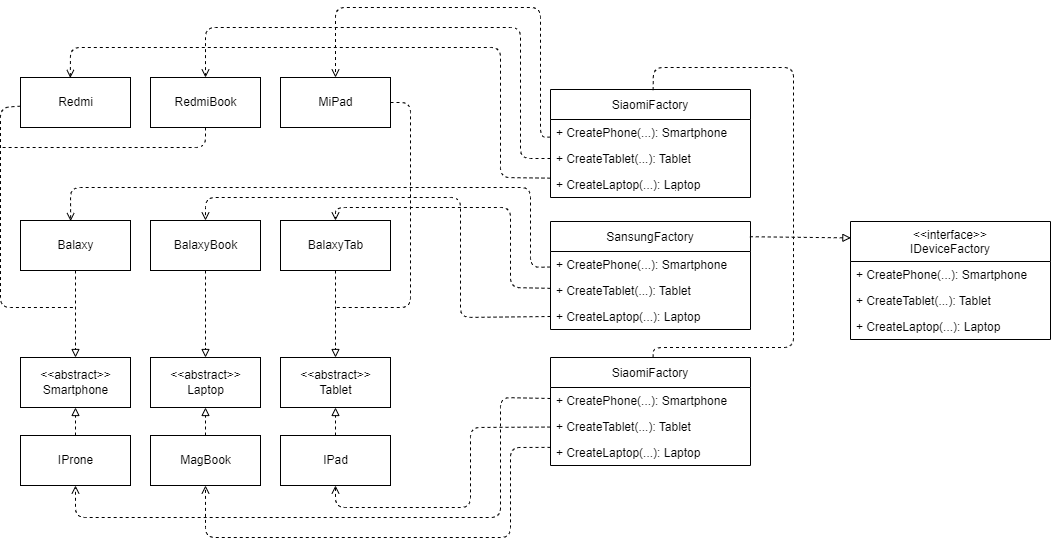 Redmi
RedmiBook
MiPad
SiaomiFactory
+ CreatePhone(...): Smartphone
+ CreateTablet(...): Tablet
+ CreateLaptop(...): Laptop
Balaxy
BalaxyBook
BalaxyTab
SansungFactory
+ CreatePhone(...): Smartphone
+ CreateTablet(...): Tablet
+ CreateLaptop(...): Laptop
<<interface>>
IDeviceFactory
+ CreatePhone(...): Smartphone
+ CreateTablet(...): Tablet
+ CreateLaptop(...): Laptop
<<abstract>>
Smartphone
<<abstract>>
Laptop
<<abstract>>
Tablet
SiaomiFactory
+ CreatePhone(...): Smartphone
+ CreateTablet(...): Tablet
+ CreateLaptop(...): Laptop
IProne
MagBook
IPad